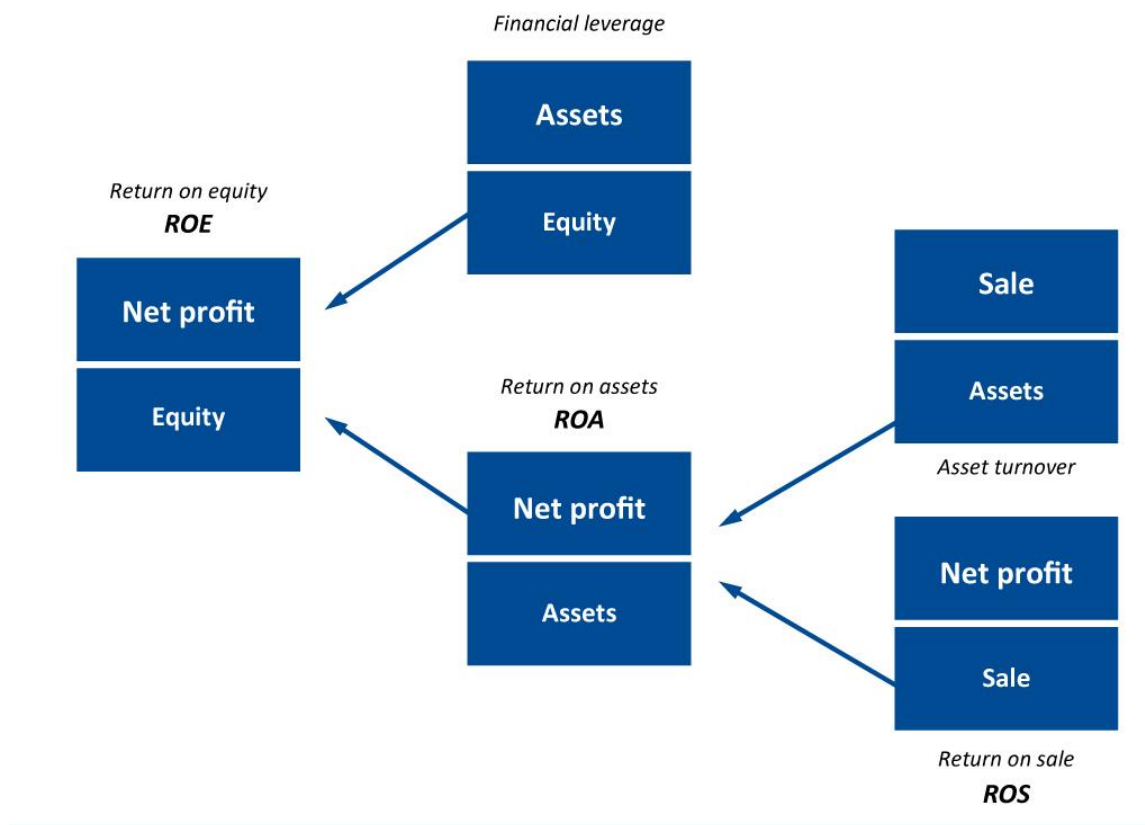 Financial leverage
Assets
Equity
Return on equity
ROE
Net profit
Equity
Return on assets
ROA
Net profit
Assets
Sale
Assets
Asset turnover
Net profit
Sale
Return on sale
ROS